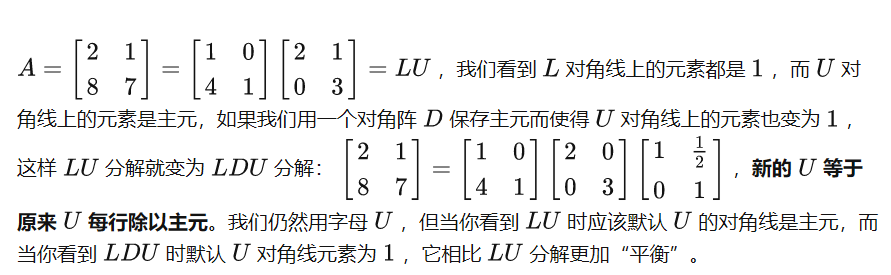 $A = \begin{bmatrix} 2 & 1 \\ 8 & 7 \end{bmatrix} = \begin{bmatrix} 1 & 0 \\ 4 & 1 \end{bmatrix} \begin{bmatrix} 2 & 1 \\ 0 & 3 \end{bmatrix} = LU$ ，我们看到 $L$ 对角线上的元素都是 $1$ ，而 $U$ 对
角线上的元素是主元，如果我们用一个对角阵 $D$ 保存主元而使得 $U$ 对角线上的元素也变为 $1$ ，
这样 $LU$ 分解就变为 $LDU$ 分解： $\begin{bmatrix} 2 & 1 \\ 8 & 7 \end{bmatrix} = \begin{bmatrix} 1 & 0 \\ 4 & 1 \end{bmatrix} \begin{bmatrix} 2 & 0 \\ 0 & 3 \end{bmatrix} \begin{bmatrix} 1 & \frac{1}{2} \\ 0 & 1 \end{bmatrix}$ ，新的 $U$ 等于
原来 $U$ 每行除以主元。我们仍然用字母 $U$ ，但当你看到 $LU$ 时应该默认 $U$ 的对角线是主元，而
当你看到 $LDU$ 时默认 $U$ 对角线元素为 $1$ ，它相比 $LU$ 分解更加“平衡”。